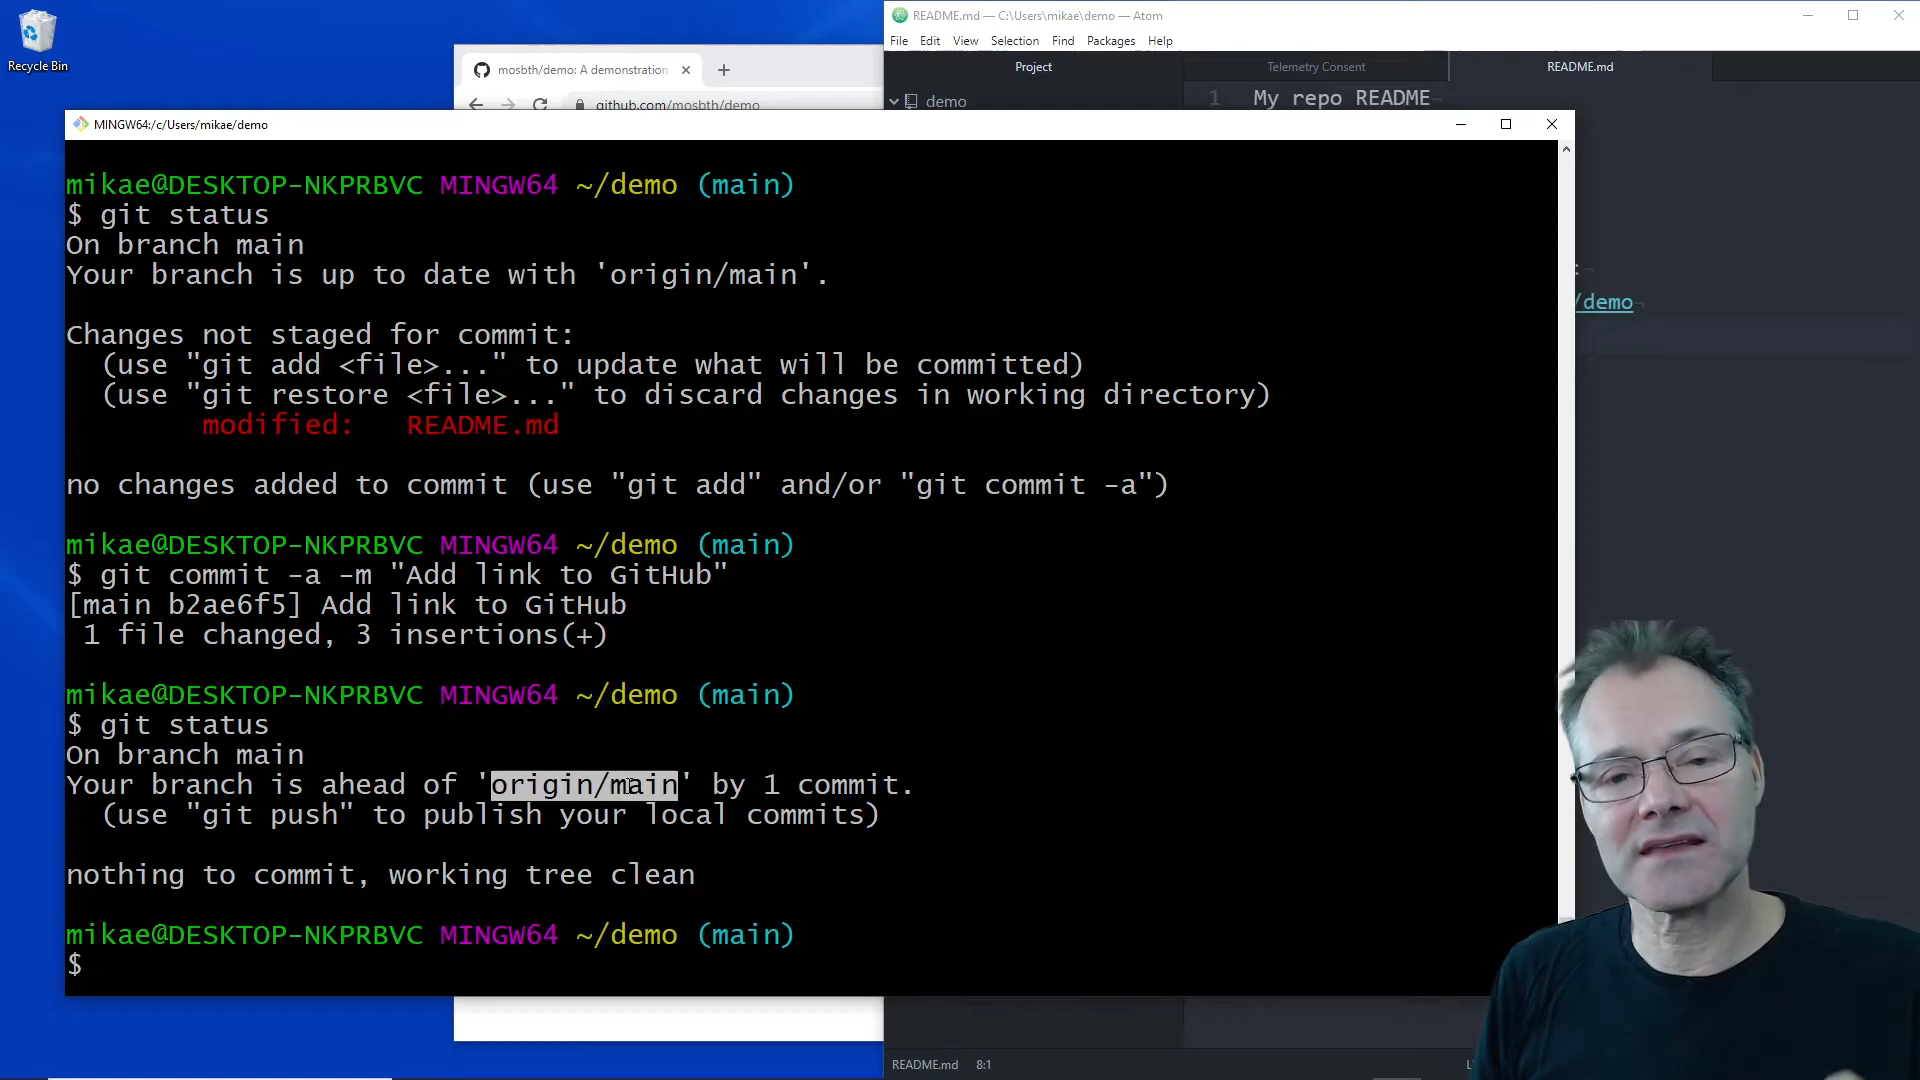 Recycle Bin
mosbth/demo: A demonstration
github.com/mosbth/demo
README.md — C:\Users\mikae\demo — Atom
File Edit View Selection Find Packages Help
Project
Telemetry Consent
README.md
demo
1 My repo README
:
/demo
MINGW64:/c/Users/mikae/demo
mikae@DESKTOP-NKPRBVC MINGW64 ~/demo (main)
$ git status
On branch main
Your branch is up to date with 'origin/main'.
Changes not staged for commit:
(use "git add <file>..." to update what will be committed)
(use "git restore <file>..." to discard changes in working directory)
modified: README.md
no changes added to commit (use "git add" and/or "git commit -a")
mikae@DESKTOP-NKPRBVC MINGW64 ~/demo (main)
$ git commit -a -m "Add link to GitHub"
[main b2ae6f5] Add link to GitHub
1 file changed, 3 insertions(+)
mikae@DESKTOP-NKPRBVC MINGW64 ~/demo (main)
$ git status
On branch main
Your branch is ahead of 'origin/main' by 1 commit.
(use "git push" to publish your local commits)
nothing to commit, working tree clean
mikae@DESKTOP-NKPRBVC MINGW64 ~/demo (main)
$
README.md 8:1